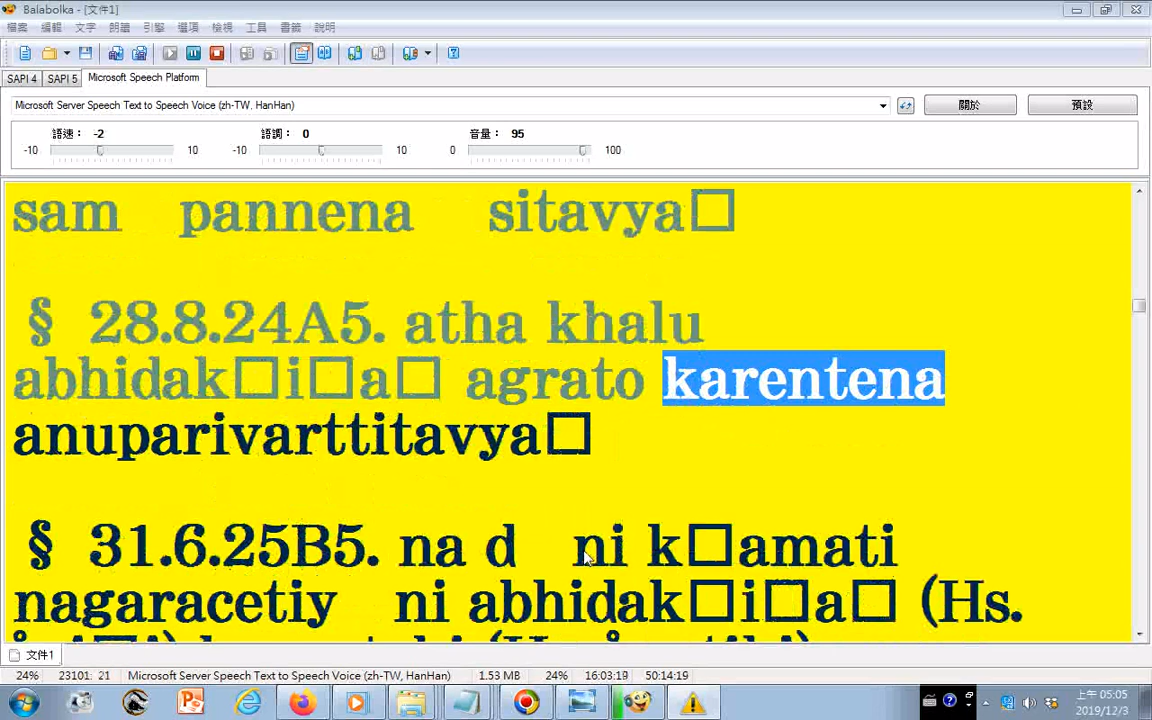 Balabolka - [文件1]
檔案 編輯 文字 朗誦 引擎 選項 檢視 工具 書籤 說明
SAPI 4 SAPI 5 Microsoft Speech Platform
Microsoft Server Speech Text to Speech Voice (zh-TW, HanHan)
關於 預設
語速： -2 語調： 0 音量： 95
-10 10 -10 10 0 100
sam pannena sitavya□
§ 28.8.24A5. atha khalu
abhidak□i□a□ agrato karentena
anuparivarttitavya□
§ 31.6.25B5. na d ni k□amati
nagaracetiy ni abhidak□i□a□ (Hs.
文件1
24% 23101: 21 Microsoft Server Speech Text to Speech Voice (zh-TW, HanHan) 1.53 MB 24% 16:03:19 50:14:19
上午 05:05
2019/12/3